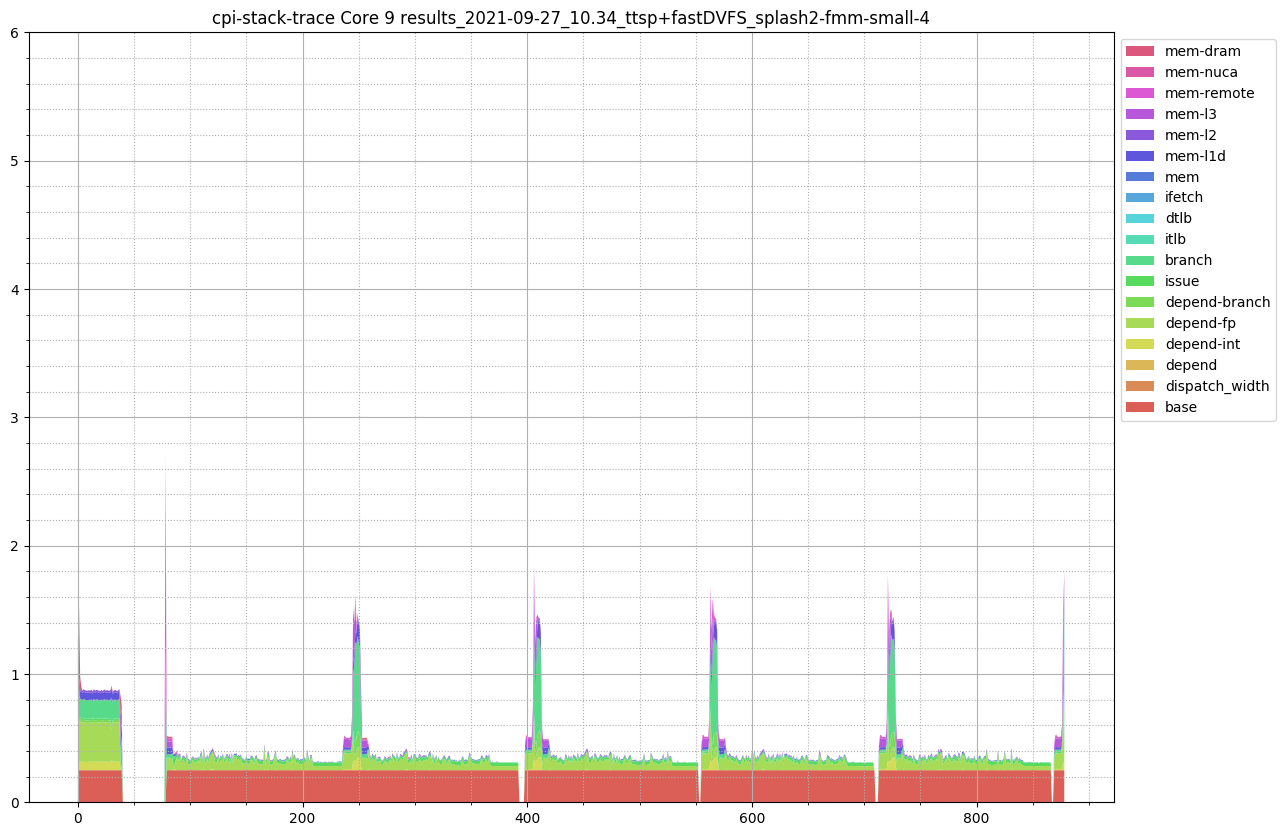 cpi-stack-trace Core 9 results_2021-09-27_10.34_ttsp+fastDVFS_splash2-fmm-small-4
6
5
4
3
2
1
0
0 200 400 600 800
mem-dram
mem-nuca
mem-remote
mem-l3
mem-l2
mem-l1d
mem
ifetch
dtlb
itlb
branch
issue
depend-branch
depend-fp
depend-int
depend
dispatch_width
base